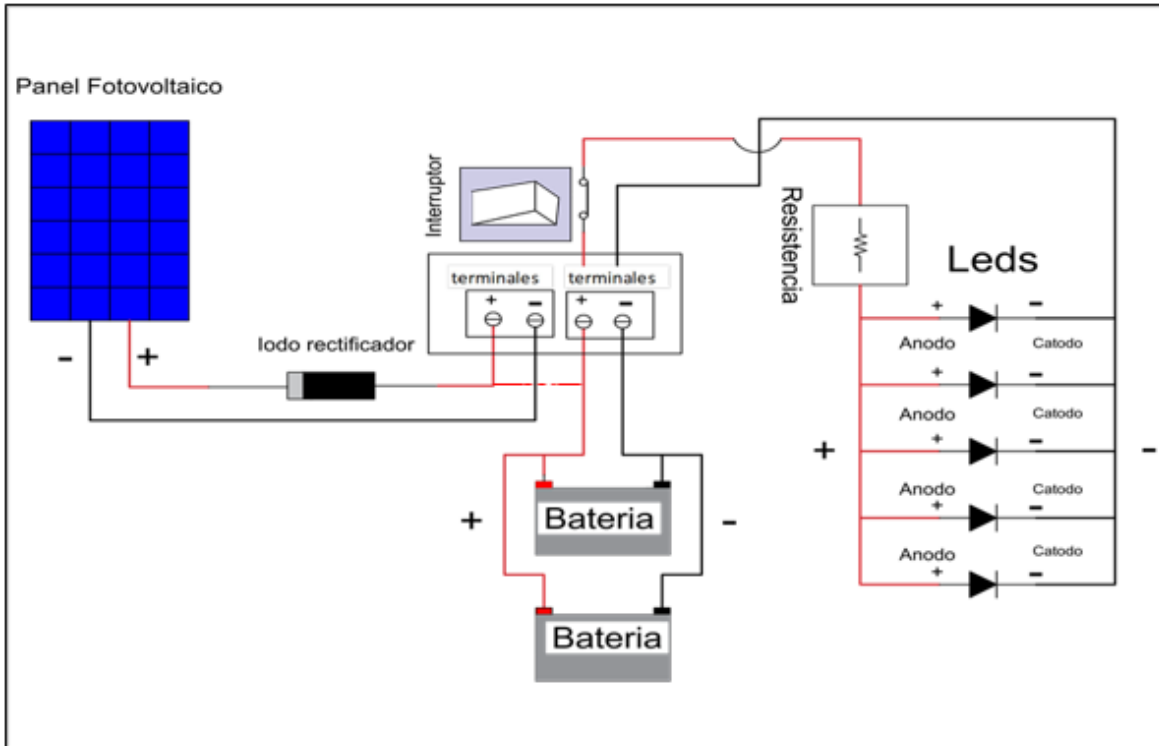 Panel Fotovoltaico
- +
Iodo rectificador
Interruptor
terminales terminales
+ - + -
+ -
Bateria
Bateria
Resistencia
Leds
+ -
Anodo Catodo
+ -
Anodo Catodo
+ -
+ -
Anodo Catodo
+ -
Anodo Catodo
+ -